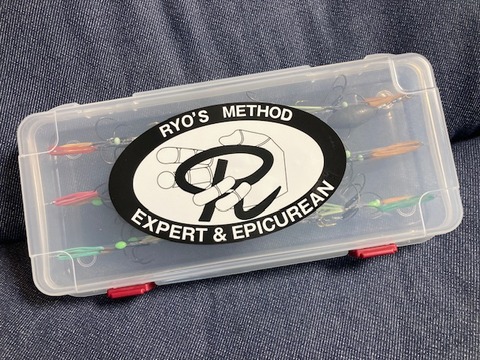 RYO'S METHOD
R
EXPERT & EPICUREAN